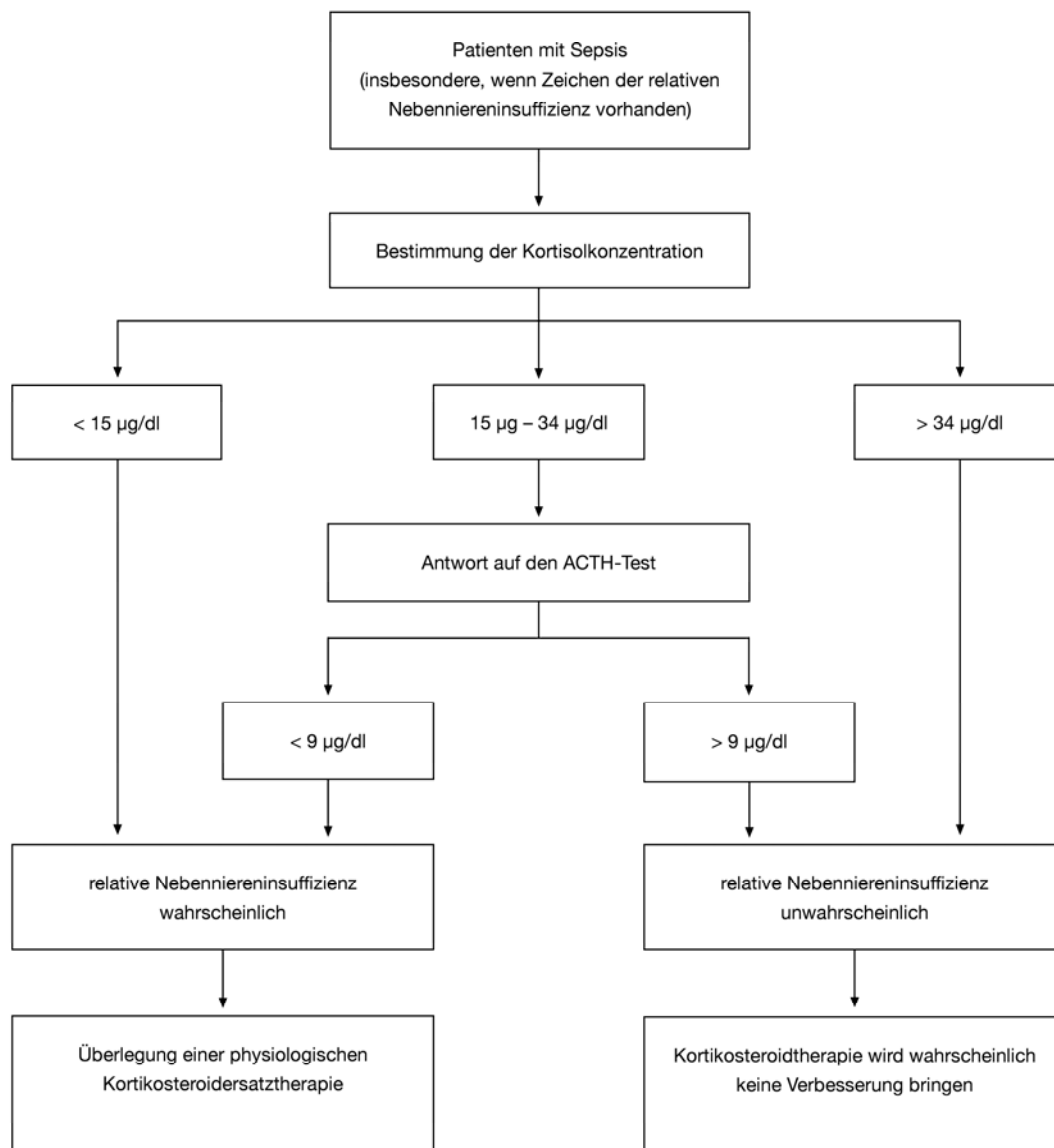 Patienten mit Sepsis
(insbesondere, wenn Zeichen der relativen
Nebenniereninsuffizienz vorhanden)
Bestimmung der Kortisolkonzentration
< 15 µg/dl
15 µg – 34 µg/dl
> 34 µg/dl
Antwort auf den ACTH-Test
< 9 µg/dl
> 9 µg/dl
relative Nebenniereninsuffizienz
wahrscheinlich
relative Nebenniereninsuffizienz
unwahrscheinlich
Überlegung einer physiologischen
Kortikosteroidersatztherapie
Kortikosteroidtherapie wird wahrscheinlich
keine Verbesserung bringen